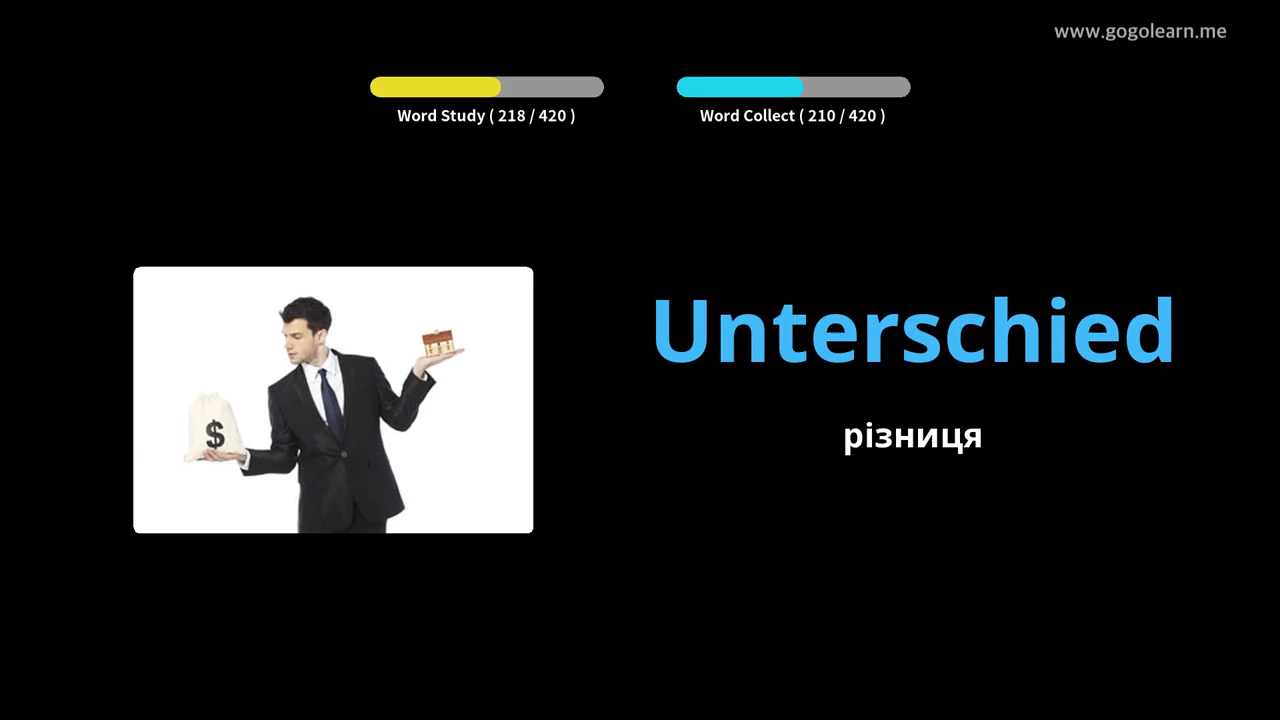 www.gogolearn.me
Word Study ( 218 / 420 )
Word Collect ( 210 / 420 )
$
Unterschied
різниця